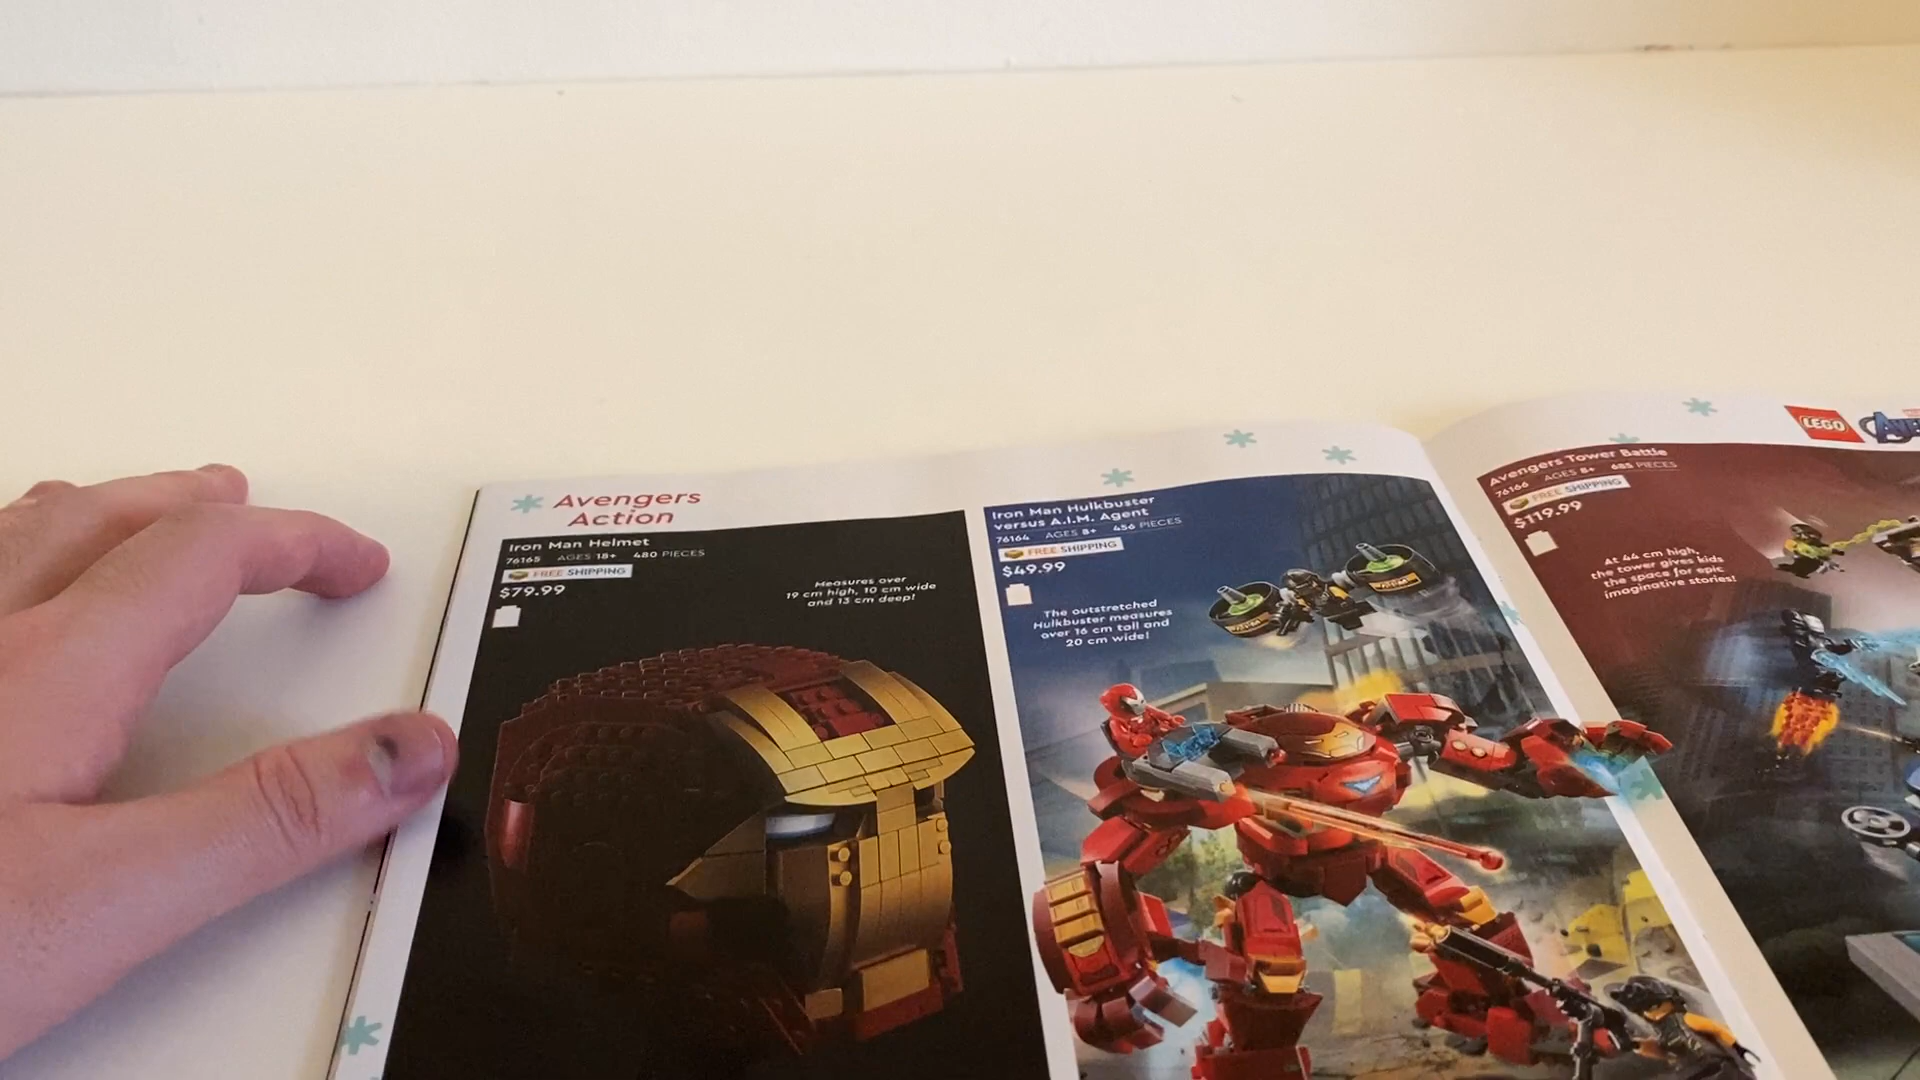 Avengers
Action
Iron Man Helmet
76165 AGES 18+ 480 PIECES
FREE SHIPPING
$79.99
Measures over
19 cm high, 10 cm wide
and 13 cm deep!
Iron Man Hulkbuster
versus A.I.M. Agent
76164 AGES 8+ 456 PIECES
FREE SHIPPING
$49.99
The outstretched
Hulkbuster measures
over 16 cm tall and
20 cm wide!
LEGO
Avengers Tower Battle
76166 AGES 8+ 685 PIECES
FREE SHIPPING
$119.99
At 44 cm high,
the tower gives kids
the space for epic
imaginative stories!